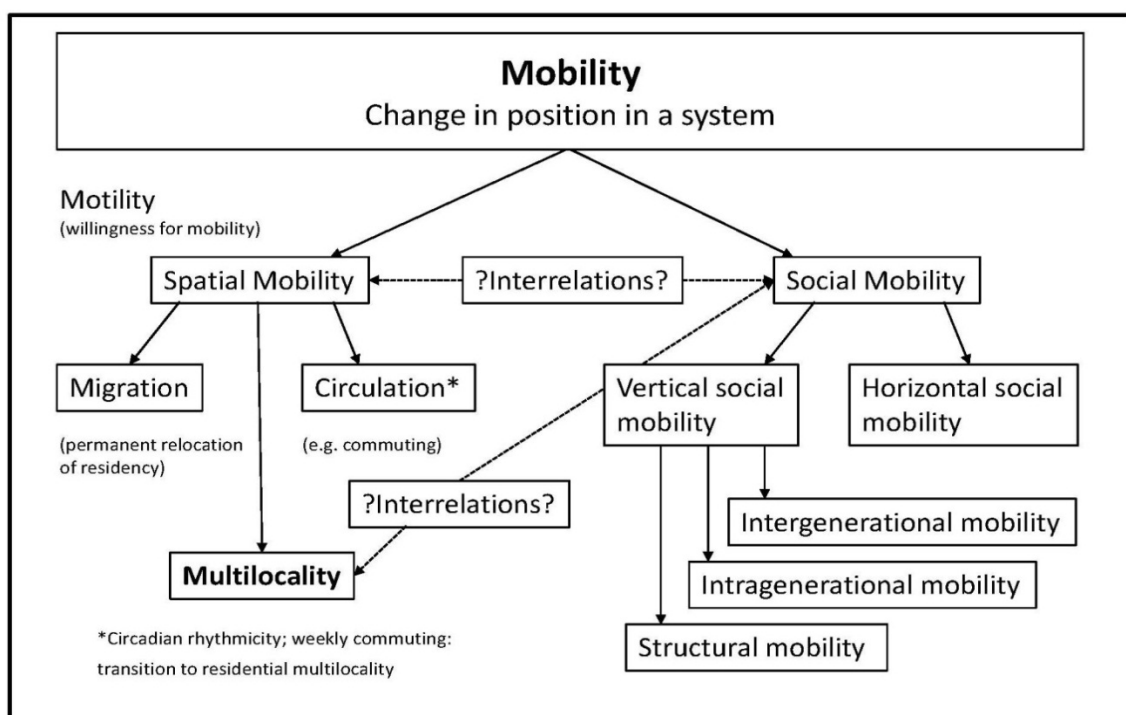 Mobility
Change in position in a system
Motility
(willingness for mobility)
Spatial Mobility
?Interrelations?
Social Mobility
Migration
Circulation*
Vertical social
mobility
Horizontal social
mobility
(permanent relocation
of residency)
(e.g. commuting)
?Interrelations?
Intergenerational mobility
Multilocality
Intragenerational mobility
*Circadian rhythmicity; weekly commuting:
transition to residential multilocality
Structural mobility